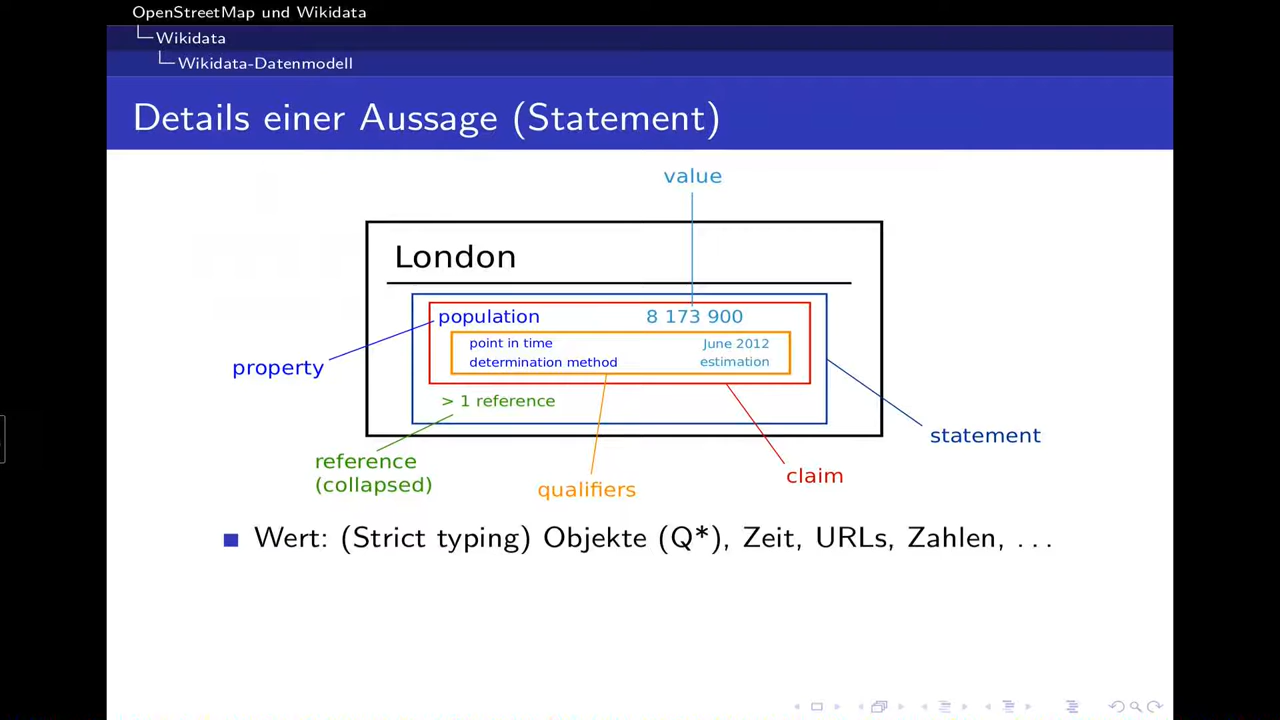 OpenStreetMap und Wikidata
Wikidata
Wikidata-Datenmodell
Details einer Aussage (Statement)
value
London
population 8 173 900
point in time June 2012
determination method estimation
property
> 1 reference
statement
reference
(collapsed)
qualifiers
claim
Wert: (Strict typing) Objekte (Q*), Zeit, URLs, Zahlen, . . .